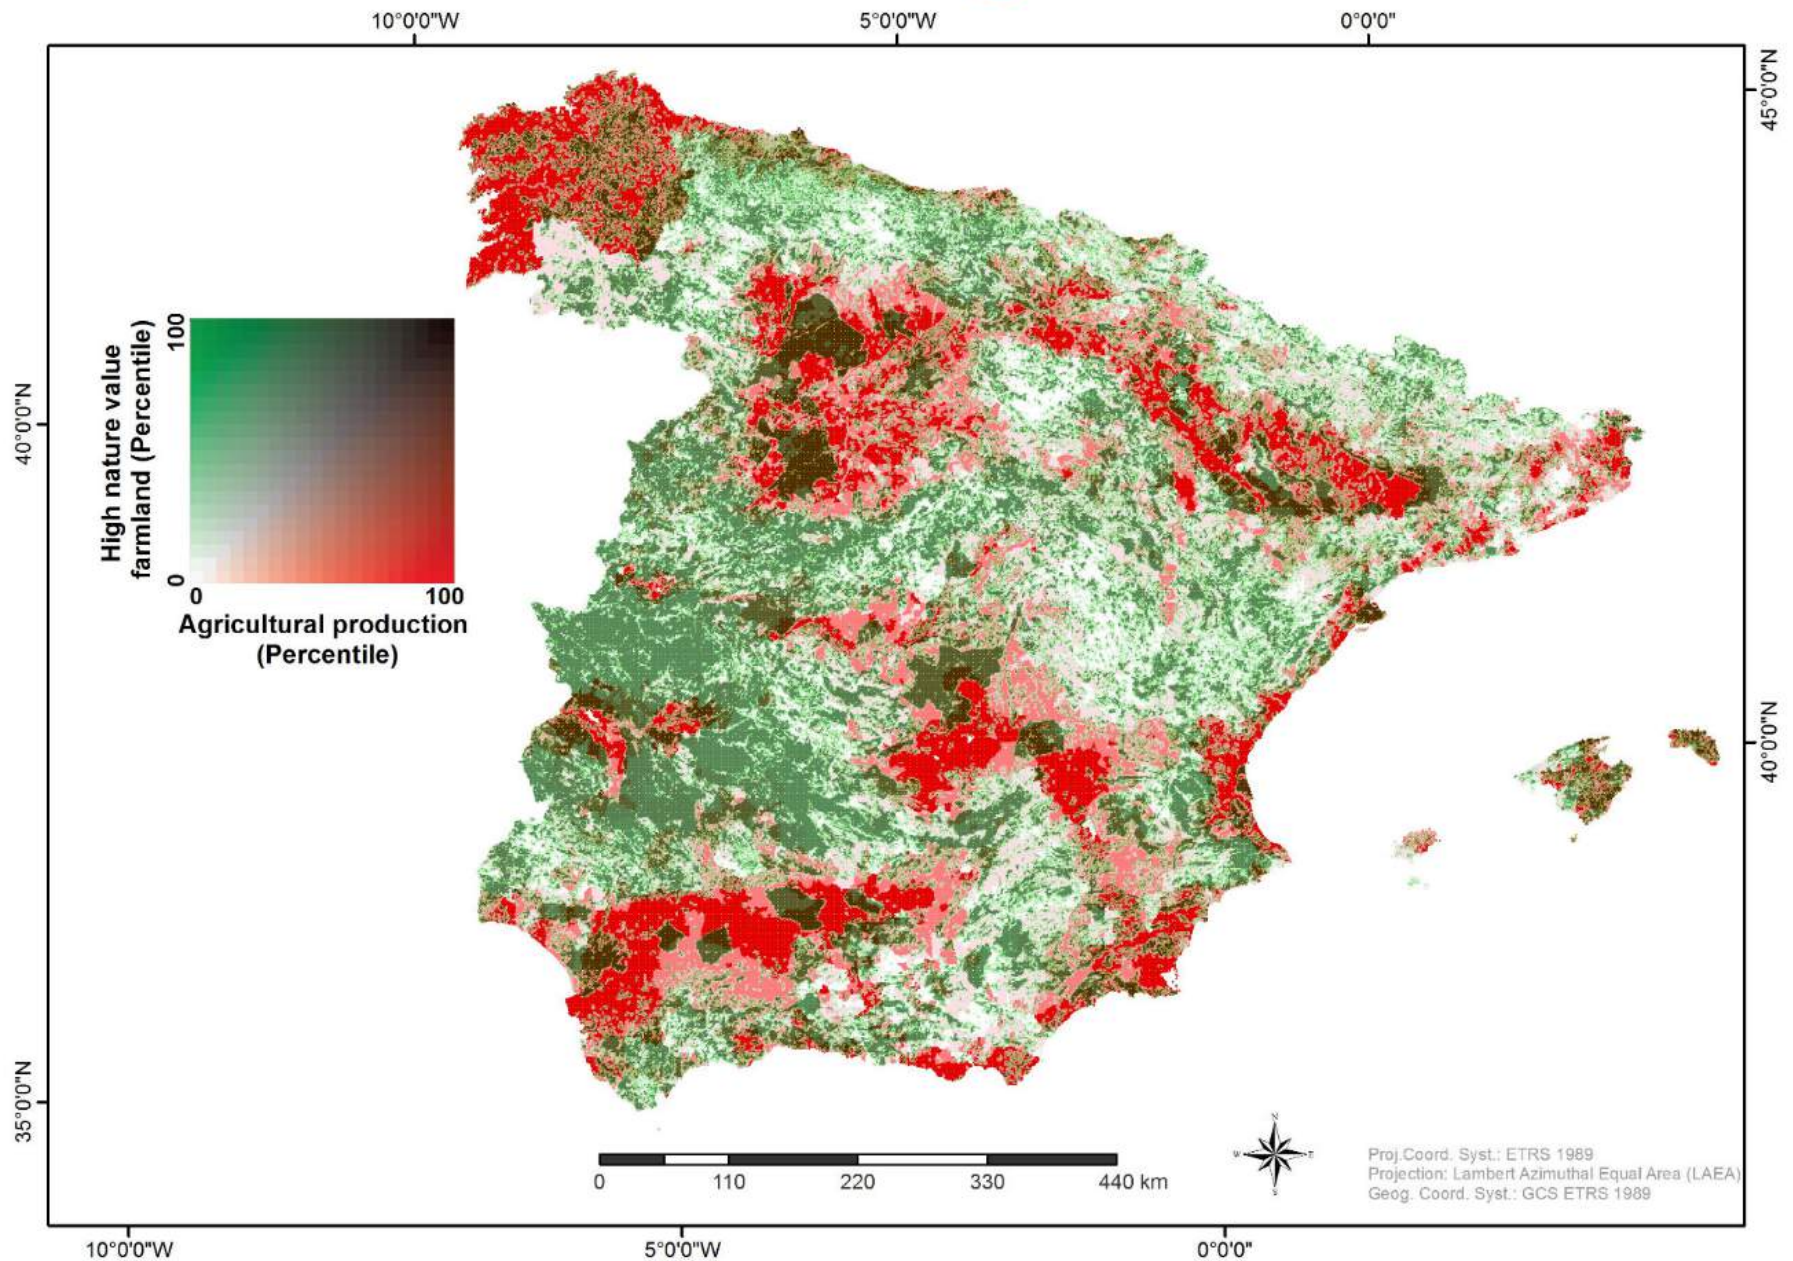 10°0'0"W
5°0'0"W
0°0'0"
45°0'0"N
40°0'0"N
High nature value
farmland (Percentile)
100
0
0
100
Agricultural production
(Percentile)
40°0'0"N
35°0'0"N
N
W
E
S
0
110
220
330
440 km
Proj.Coord. Syst.: ETRS 1989
Projection: Lambert Azimuthal Equal Area (LAEA)
Geog. Coord. Syst.: GCS ETRS 1989
10°0'0"W
5°0'0"W
0°0'0"